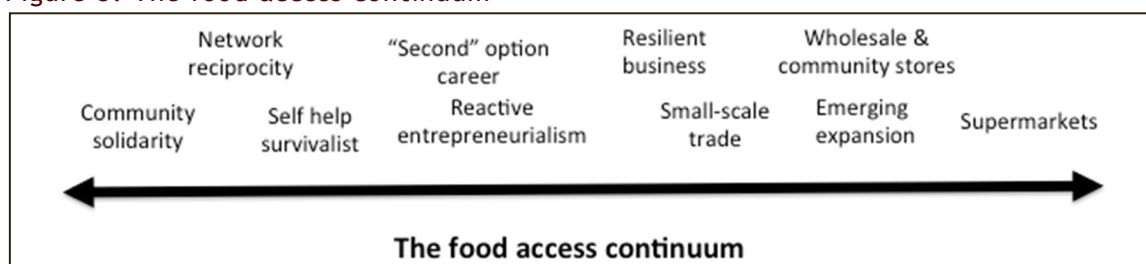 Figure 3: The food access continuum
Network
reciprocity
"Second" option
career
Resilient
business
Wholesale &
community stores
Community
solidarity
Self help
survivalist
Reactive
entrepreneurialism
Small-scale
trade
Emerging
expansion
Supermarkets
The food access continuum